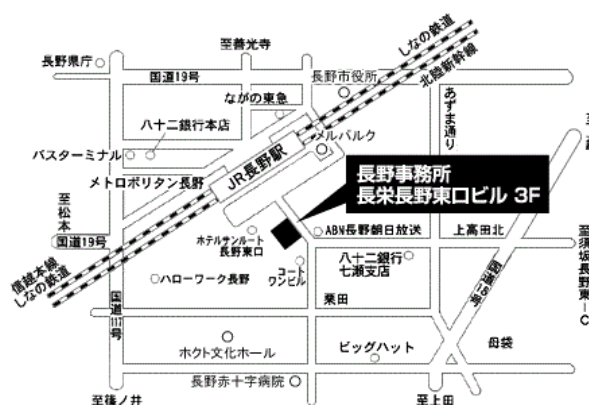 至善光寺
しなの鉄道
北陸新幹線
長野県庁
国道19号
長野市役所
ながの東急
あずま通り
八十二銀行本店
メルパルク
バスターミナル
JR長野駅
メトロポリタン長野
長野事務所
長栄長野東口ビル 3F
至松本
国道19号
ホテルサンルート
長野東口
ABN長野朝日放送
上高田北
至須坂長野東I-C
信越本線
しなの鉄道
ハローワーク長野
ヨート
ワンビル
八十二銀行
七瀬支店
栗田
国道117号
ホクト文化ホール
ビッグハット
母袋
長野赤十字病院
至篠ノ井
至上田